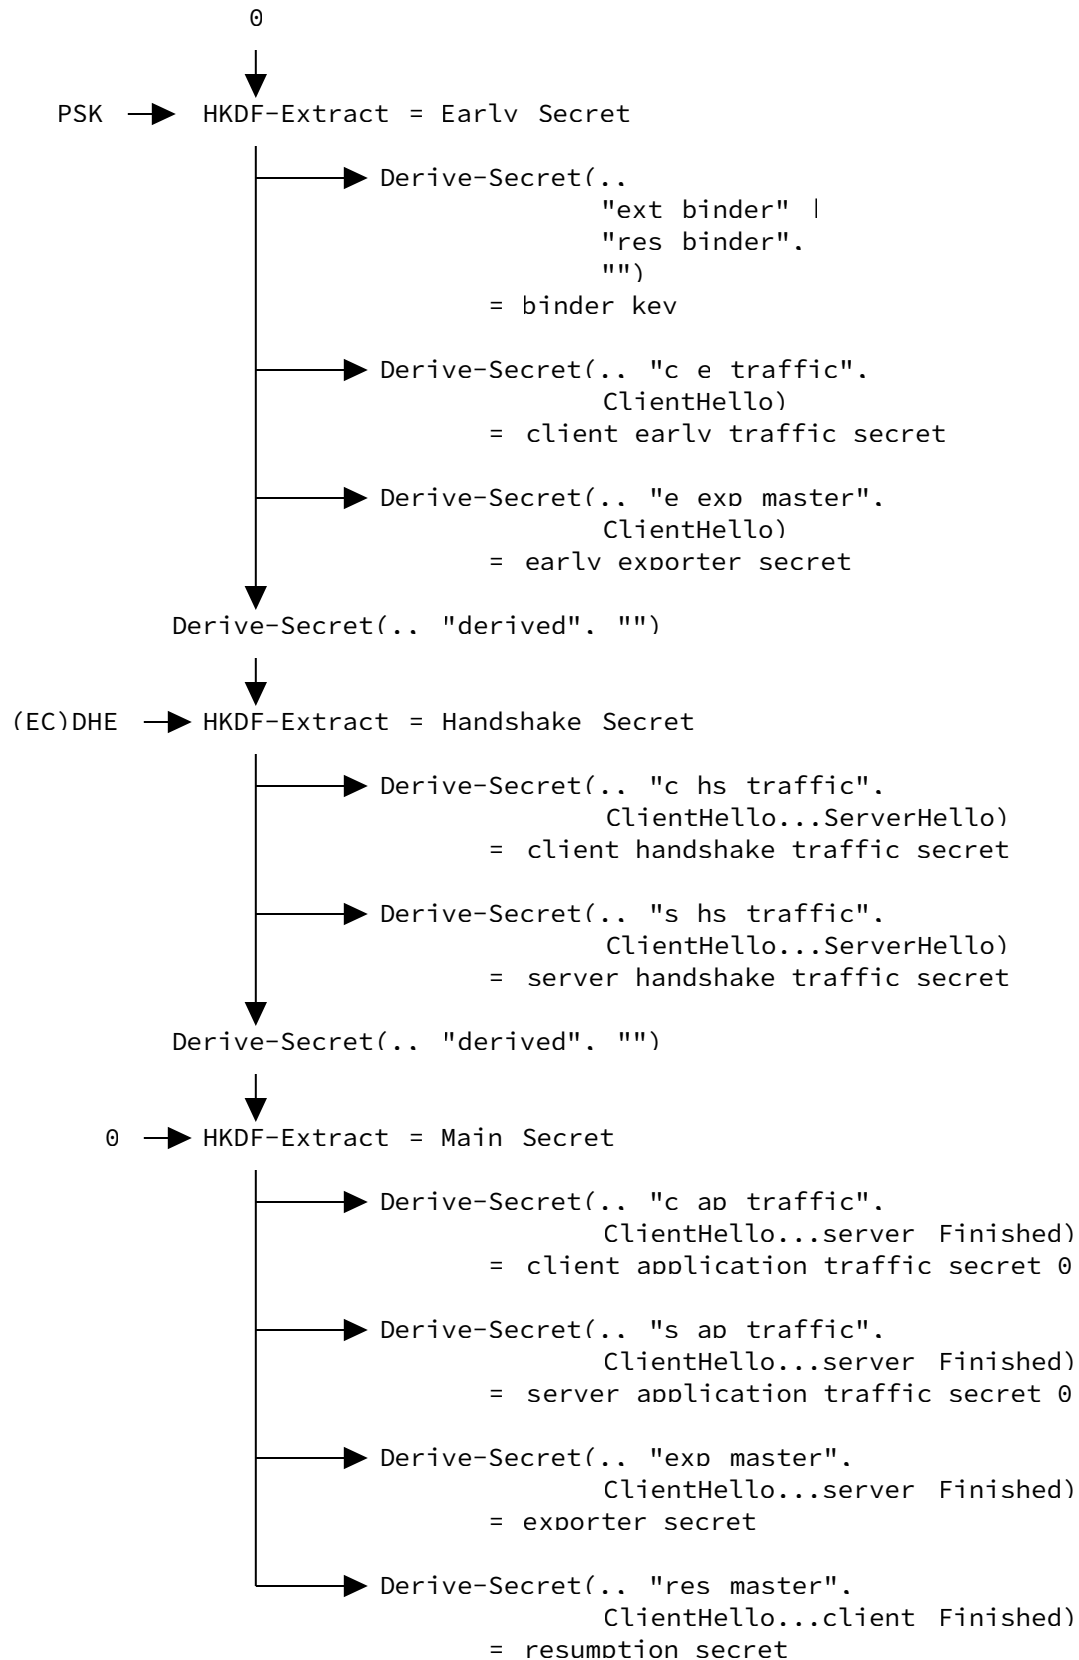 0
PSK HKDF-Extract = Early Secret
Derive-Secret(.,
"ext binder" |
"res binder",
"")
= binder key
Derive-Secret(., "c e traffic",
ClientHello)
= client early traffic secret
Derive-Secret(., "e exp master",
ClientHello)
= early exporter secret
Derive-Secret(., "derived", "")
(EC)DHE HKDF-Extract = Handshake Secret
Derive-Secret(., "c hs traffic",
ClientHello...ServerHello)
= client handshake traffic secret
Derive-Secret(., "s hs traffic",
ClientHello...ServerHello)
= server handshake traffic secret
Derive-Secret(., "derived", "")
0 HKDF-Extract = Main Secret
Derive-Secret(., "c ap traffic",
ClientHello...server Finished)
= client application traffic secret 0
Derive-Secret(., "s ap traffic",
ClientHello...server Finished)
= server application traffic secret 0
Derive-Secret(., "exp master",
ClientHello...server Finished)
= exporter secret
Derive-Secret(., "res master",
ClientHello...client Finished)
= resumption secret